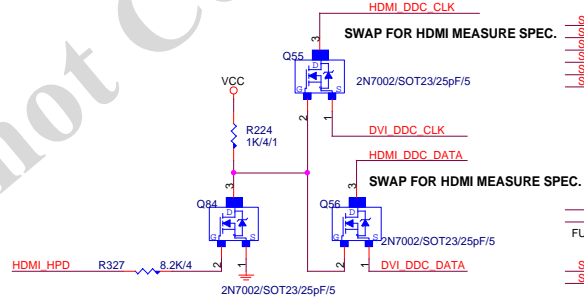 HDMI_DDC_CLK
SWAP FOR HDMI MEASURE SPEC.
3
Q55
D
G
S
2N7002/SOT23/25pF/5
2
1
VCC
R224
1K/4/1
DVI_DDC_CLK
HDMI_DDC_DATA
SWAP FOR HDMI MEASURE SPEC.
3
3
Q84
D
G
S
Q56
D
G
S
2N7002/SOT23/25pF/5
FU
HDMI_HPD
R327
8.2K/4
2
1
2
1
DVI_DDC_DATA
2N7002/SOT23/25pF/5
not C
S
S
S
S
S
S
S
S